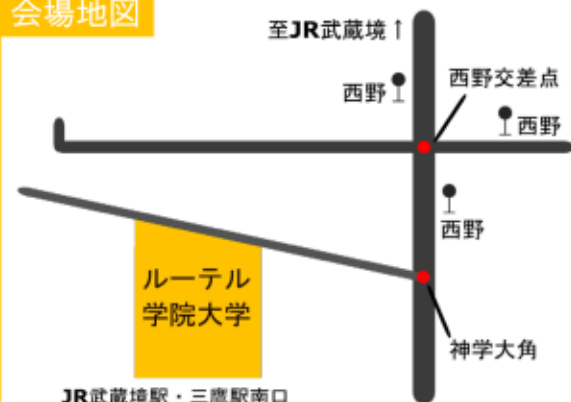 会場地図
至JR武蔵境↑
西野
西野交差点
西野
西野
ルーテル
学院大学
神学大角
JR武蔵境駅・三鷹駅南口